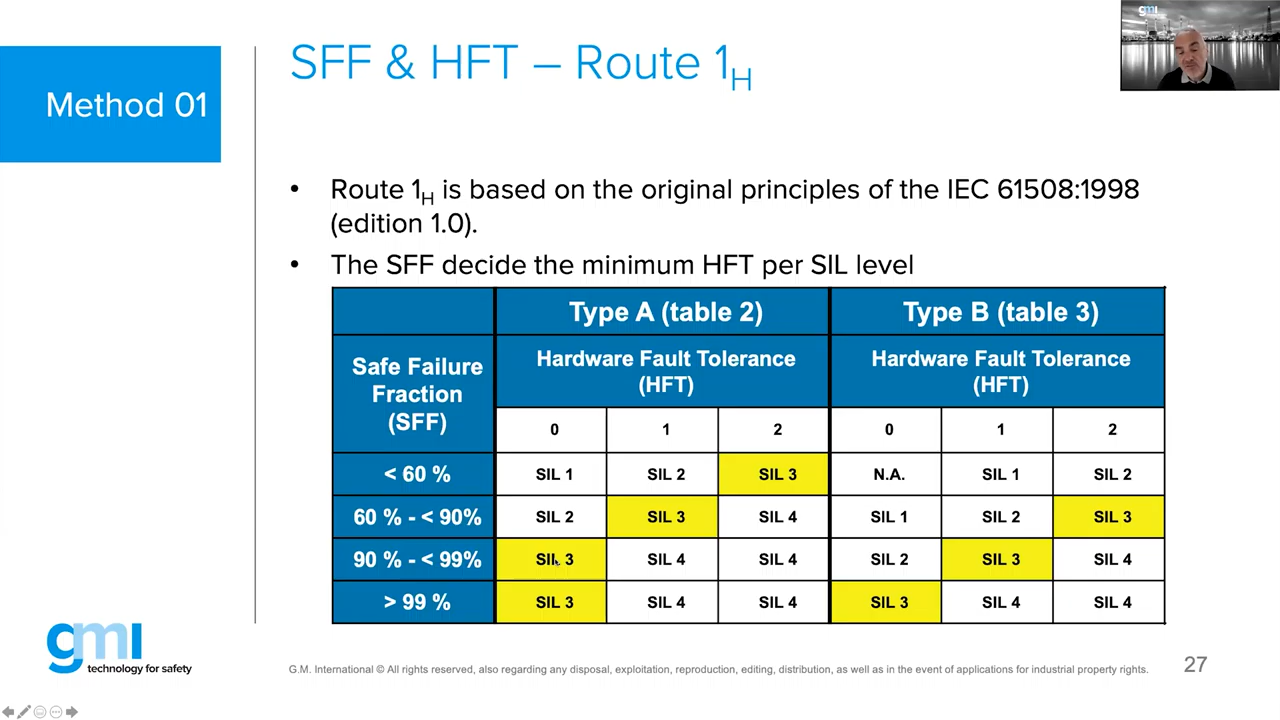 gmi
Method 01
SFF & HFT – Route 1H
• Route 1H is based on the original principles of the IEC 61508:1998
(edition 1.0).
• The SFF decide the minimum HFT per SIL level
Type A (table 2) Type B (table 3)
Safe Failure
Fraction
(SFF)
Hardware Fault Tolerance
(HFT)
Hardware Fault Tolerance
(HFT)
0 1 2 0 1 2
< 60 % SIL 1 SIL 2 SIL 3 N.A. SIL 1 SIL 2
60 % - < 90% SIL 2 SIL 3 SIL 4 SIL 1 SIL 2 SIL 3
90 % - < 99% SIL 3 SIL 4 SIL 4 SIL 2 SIL 3 SIL 4
> 99 % SIL 3 SIL 4 SIL 4 SIL 3 SIL 4 SIL 4
gmi
technology for safety
G.M. International © All rights reserved, also regarding any disposal, exploitation, reproduction, editing, distribution, as well as in the event of applications for industrial property rights.
27